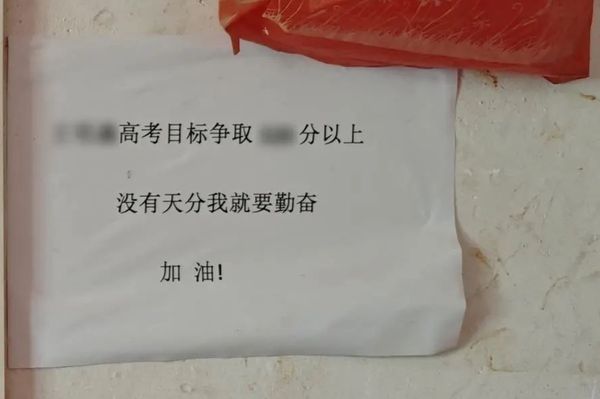 高考目标争取 分以上
没有天分我就要勤奋
加 油!